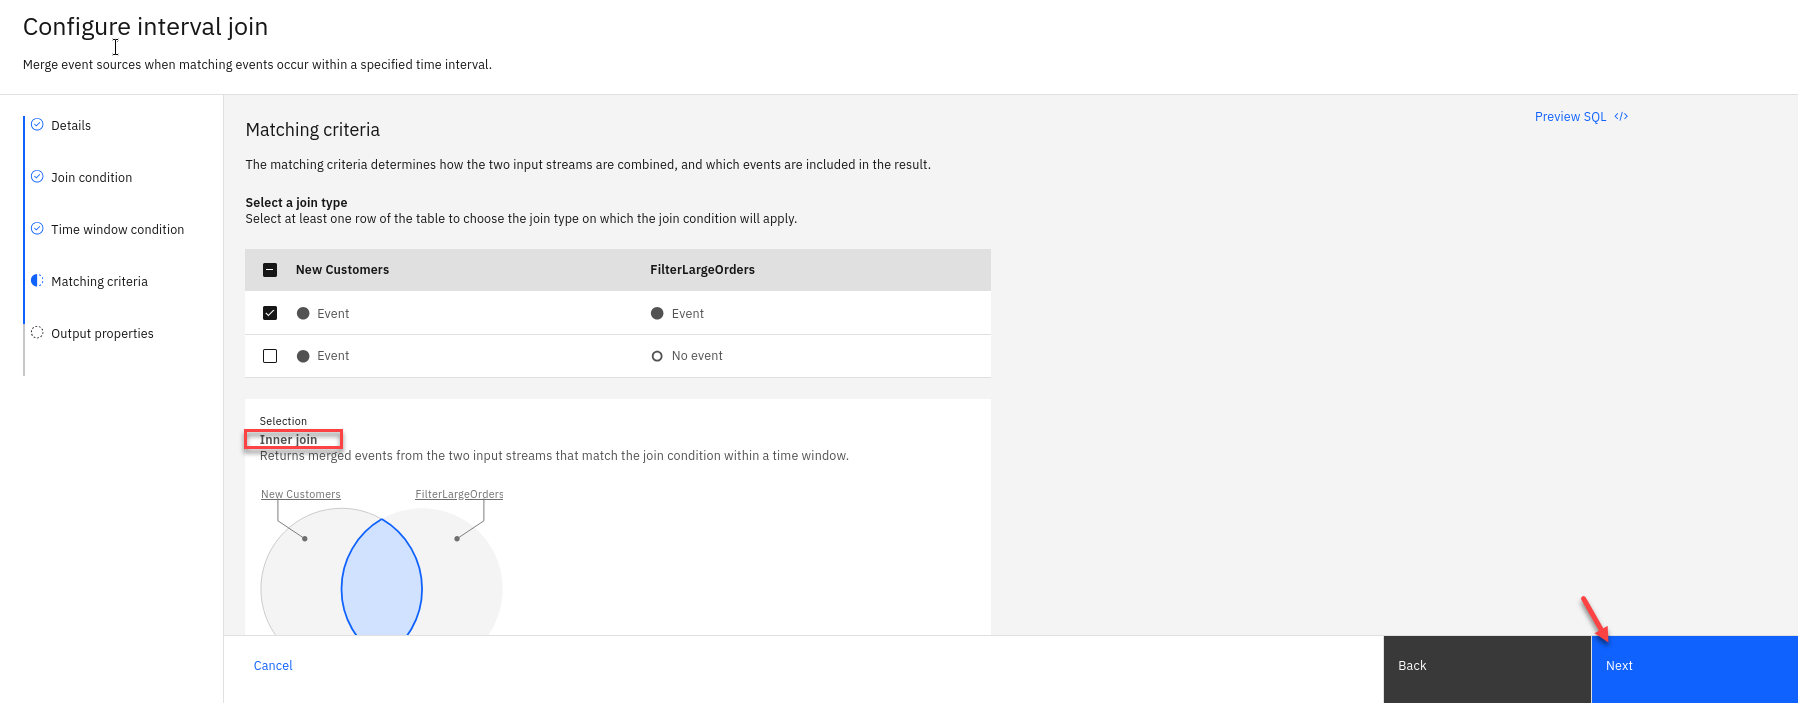 Configure interval join
Merge event sources when matching events occur within a specified time interval.
Details
Join condition
Time window condition
Matching criteria
Output properties
Preview SQL </>
Matching criteria
The matching criteria determines how the two input streams are combined, and which events are included in the result.
Select a join type
Select at least one row of the table to choose the join type on which the join condition will apply.
New Customers FilterLargeOrders
Event Event
Event No event
Selection
Inner join
Returns merged events from the two input streams that match the join condition within a time window.
New Customers FilterLargeOrders
Cancel Back Next